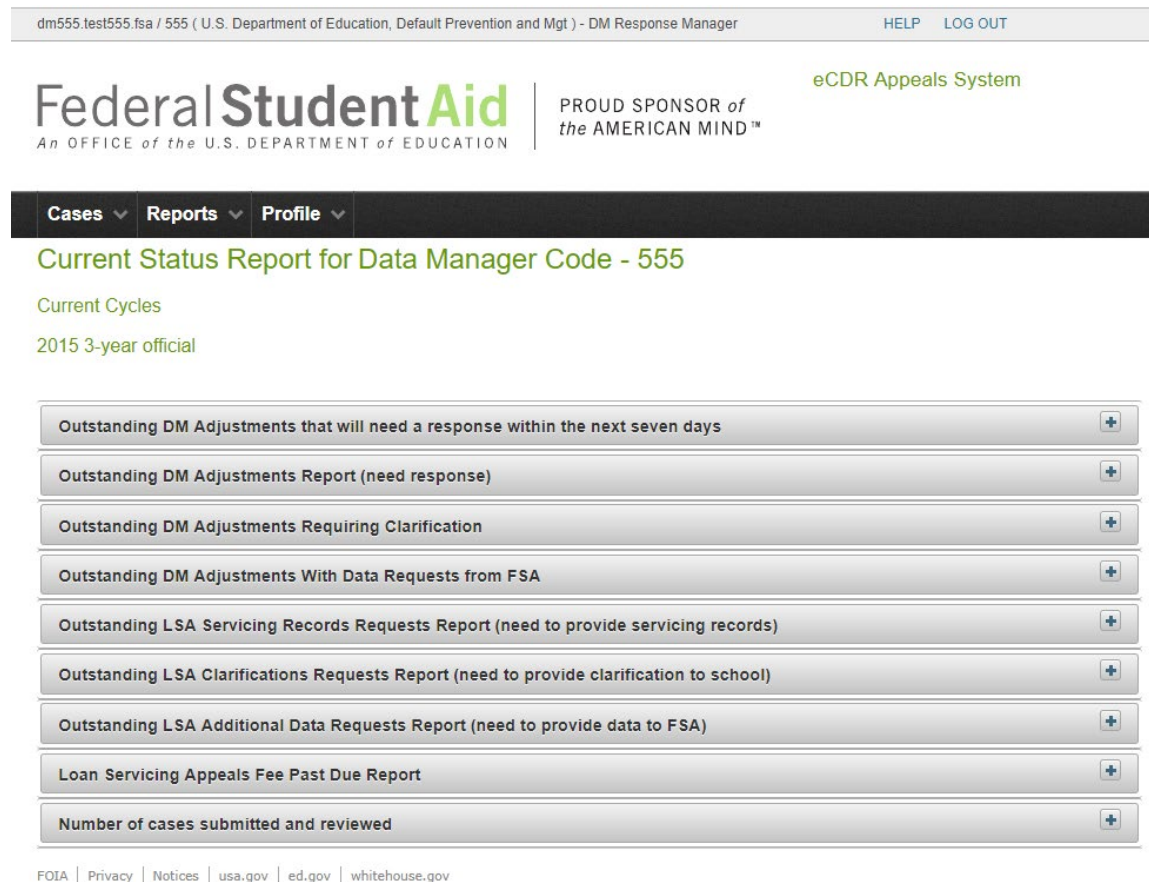 dm555.test555.fsa / 555 ( U.S. Department of Education, Default Prevention and Mgt ) - DM Response Manager HELP LOG OUT
eCDR Appeals System
Federal Student Aid
An OFFICE of the U.S. DEPARTMENT of EDUCATION
PROUD SPONSOR of
the AMERICAN MIND™
Cases Reports Profile
Current Status Report for Data Manager Code - 555
Current Cycles
2015 3-year official
Outstanding DM Adjustments that will need a response within the next seven days
Outstanding DM Adjustments Report (need response)
Outstanding DM Adjustments Requiring Clarification
Outstanding DM Adjustments With Data Requests from FSA
Outstanding LSA Servicing Records Requests Report (need to provide servicing records)
Outstanding LSA Clarifications Requests Report (need to provide clarification to school)
Outstanding LSA Additional Data Requests Report (need to provide data to FSA)
Loan Servicing Appeals Fee Past Due Report
Number of cases submitted and reviewed
FOIA | Privacy | Notices | usa.gov | ed.gov | whitehouse.gov